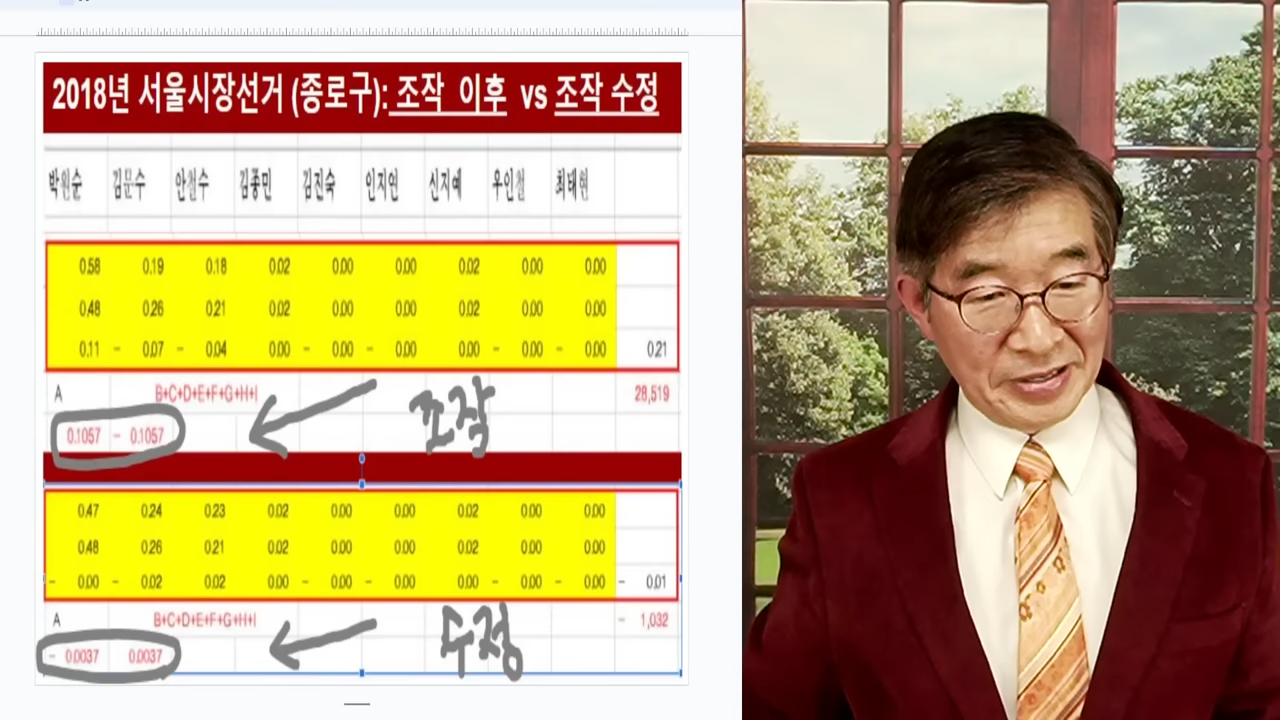 2018년 서울시장선거 (종로구): 조작 이후 vs 조작 수정
박원순 김문수 안철수 김종민 김진숙 인지연 신지예 우인철 최태현
0.58 0.19 0.18 0.02 0.00 0.00 0.02 0.00 0.00
0.48 0.26 0.21 0.02 0.00 0.00 0.02 0.00 0.00
0.11 - 0.07 - 0.04 0.00 - 0.00 - 0.00 0.00 - 0.00 - 0.00 0.21
A B+C+D+E+F+G+H+I 28,519
0.1057 - 0.1057 조작
0.47 0.24 0.23 0.02 0.00 0.00 0.02 0.00 0.00
0.48 0.26 0.21 0.02 0.00 0.00 0.02 0.00 0.00
- 0.00 - 0.02 0.02 0.00 - 0.00 - 0.00 0.00 - 0.00 - 0.00 - 0.01
A B+C+D+E+F+G+H+I - 1,032
- 0.0037 0.0037 수정